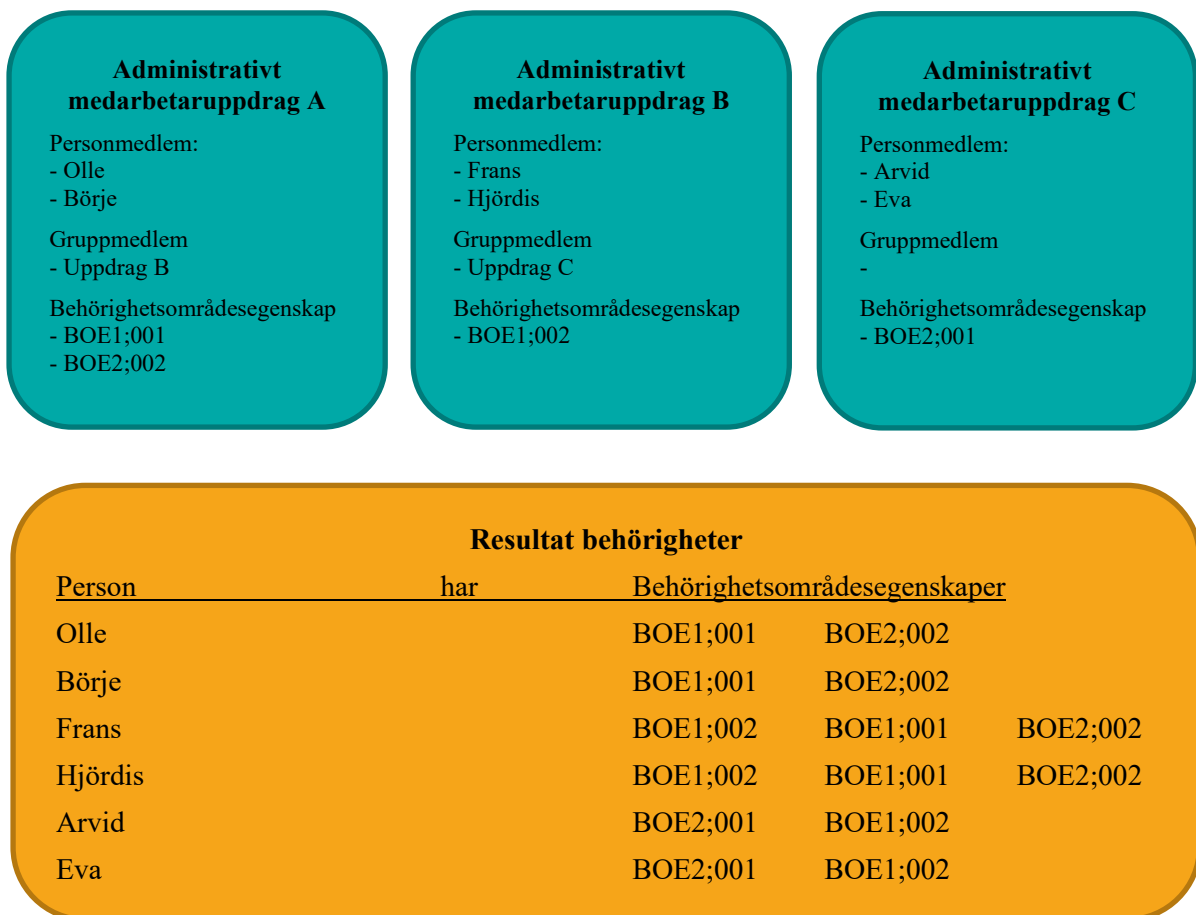 Administrativt
medarbetaruppdrag A
Personmedlem:
- Olle
- Börje
Gruppmedlem
- Uppdrag B
Behörighetsområdesegenskap
- BOE1;001
- BOE2;002
Administrativt
medarbetaruppdrag B
Personmedlem:
- Frans
- Hjördis
Gruppmedlem
- Uppdrag C
Behörighetsområdesegenskap
- BOE1;002
Administrativt
medarbetaruppdrag C
Personmedlem:
- Arvid
- Eva
Gruppmedlem
-
Behörighetsområdesegenskap
- BOE2;001
Resultat behörigheter
Person har Behörighetsområdesegenskaper
Olle BOE1;001 BOE2;002
Börje BOE1;001 BOE2;002
Frans BOE1;002 BOE1;001 BOE2;002
Hjördis BOE1;002 BOE1;001 BOE2;002
Arvid BOE2;001 BOE1;002
Eva BOE2;001 BOE1;002